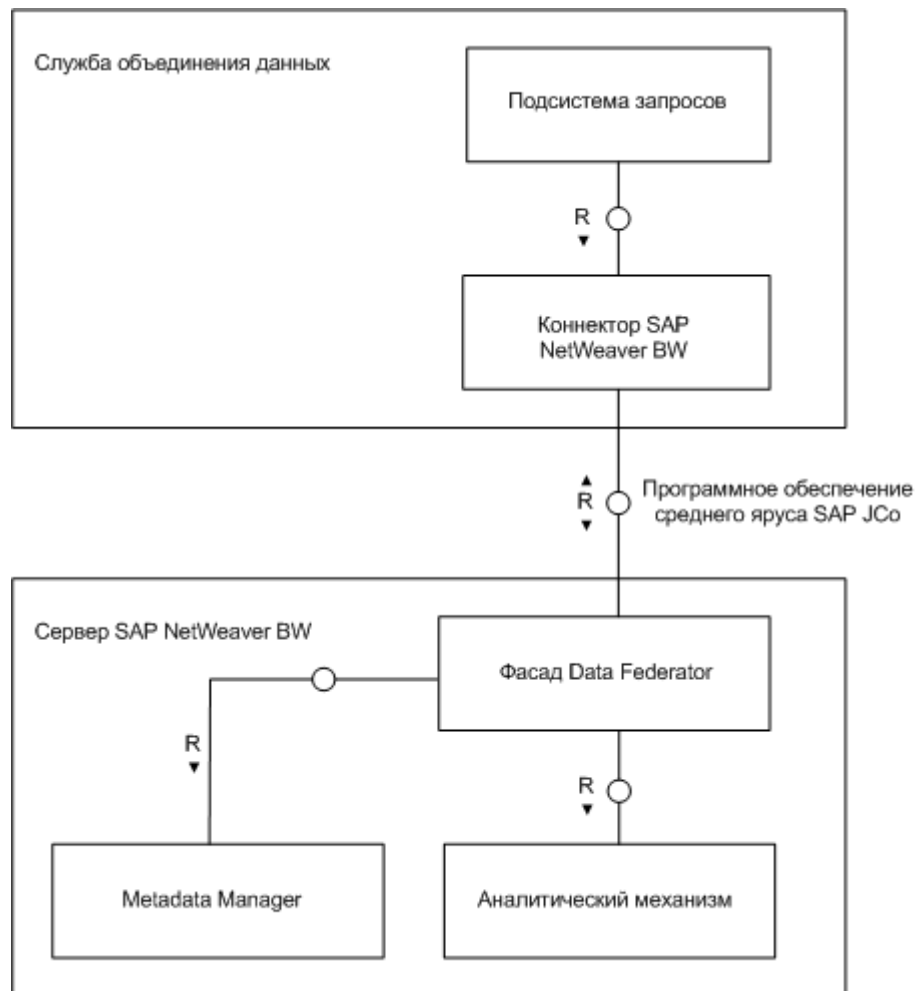 Служба объединения данных
Подсистема запросов
R
Коннектор SAP
NetWeaver BW
R
Программное обеспечение
среднего яруса SAP JCo
Сервер SAP NetWeaver BW
Фасад Data Federator
R
R
Metadata Manager
Аналитический механизм